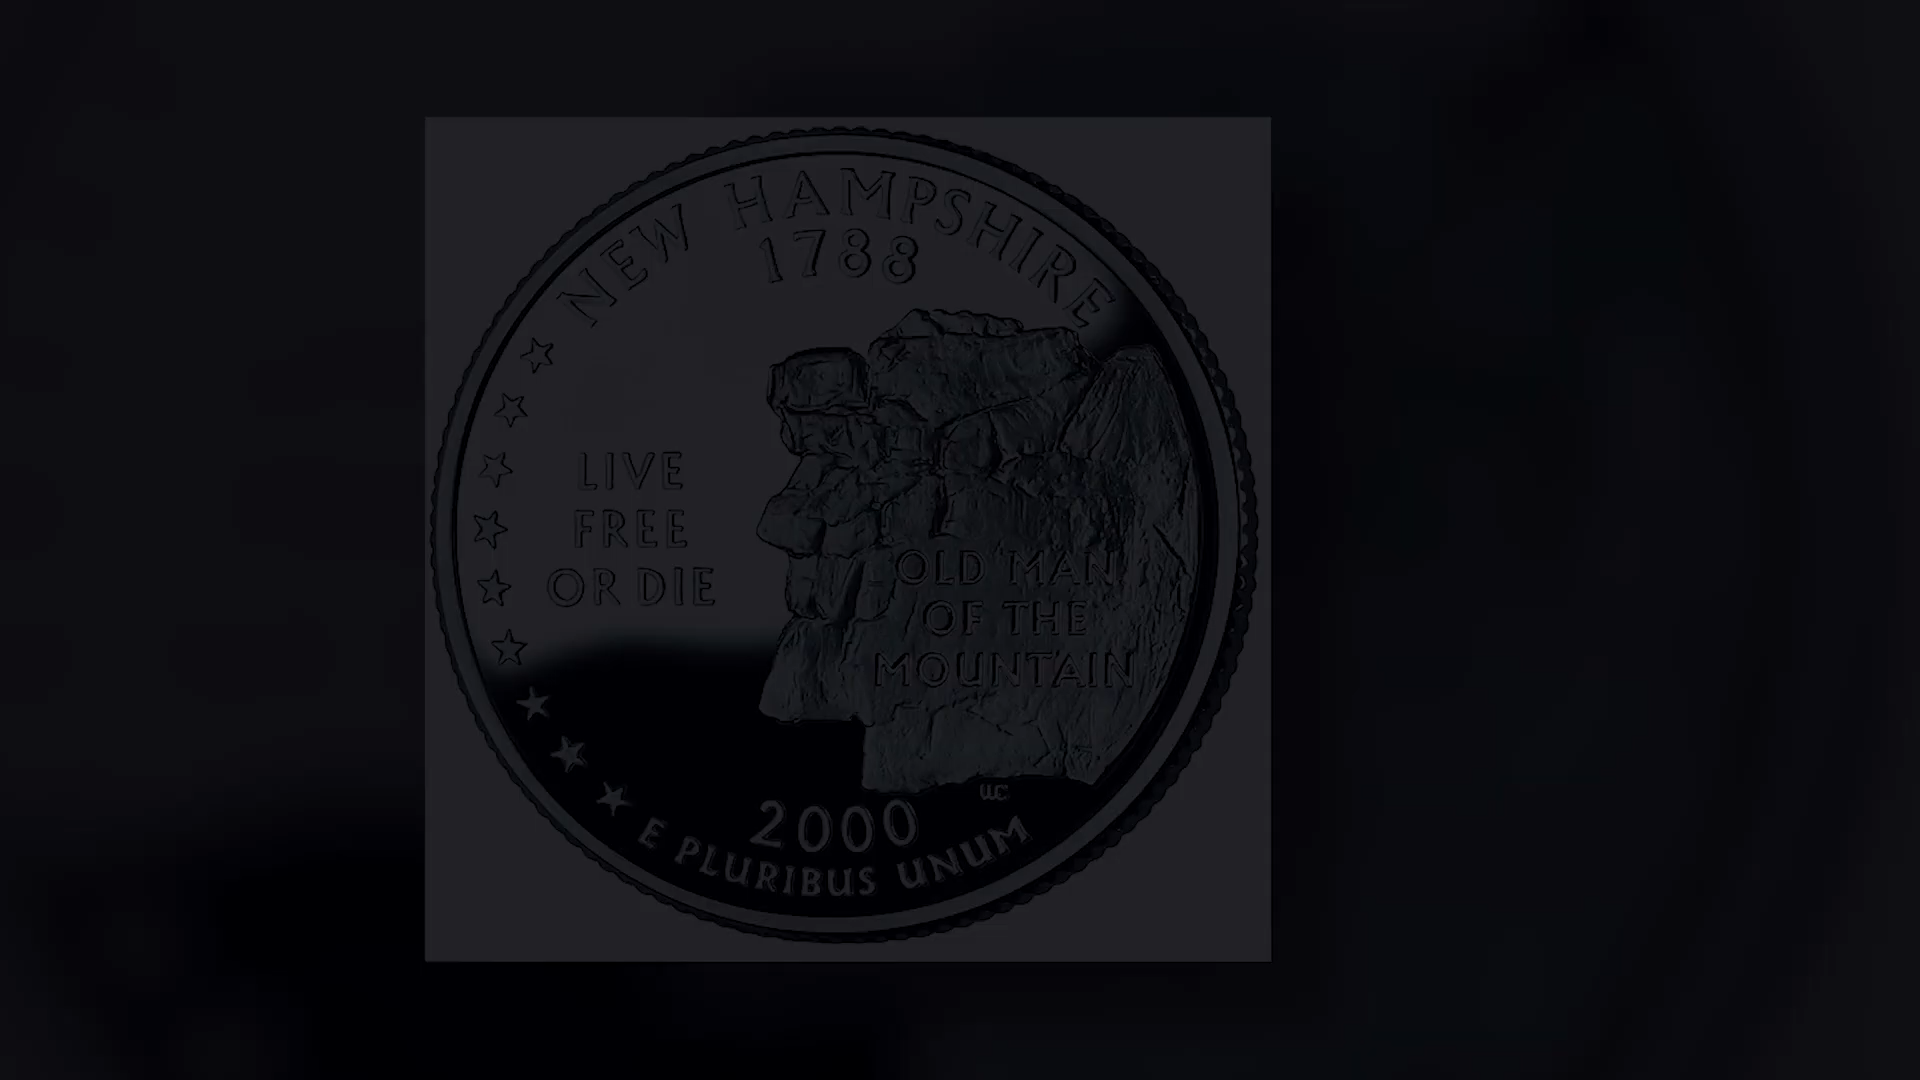 NEW HAMPSHIRE
1788
LIVE
FREE
OR DIE
OLD MAN
OF THE
MOUNTAIN
2000
E PLURIBUS UNUM